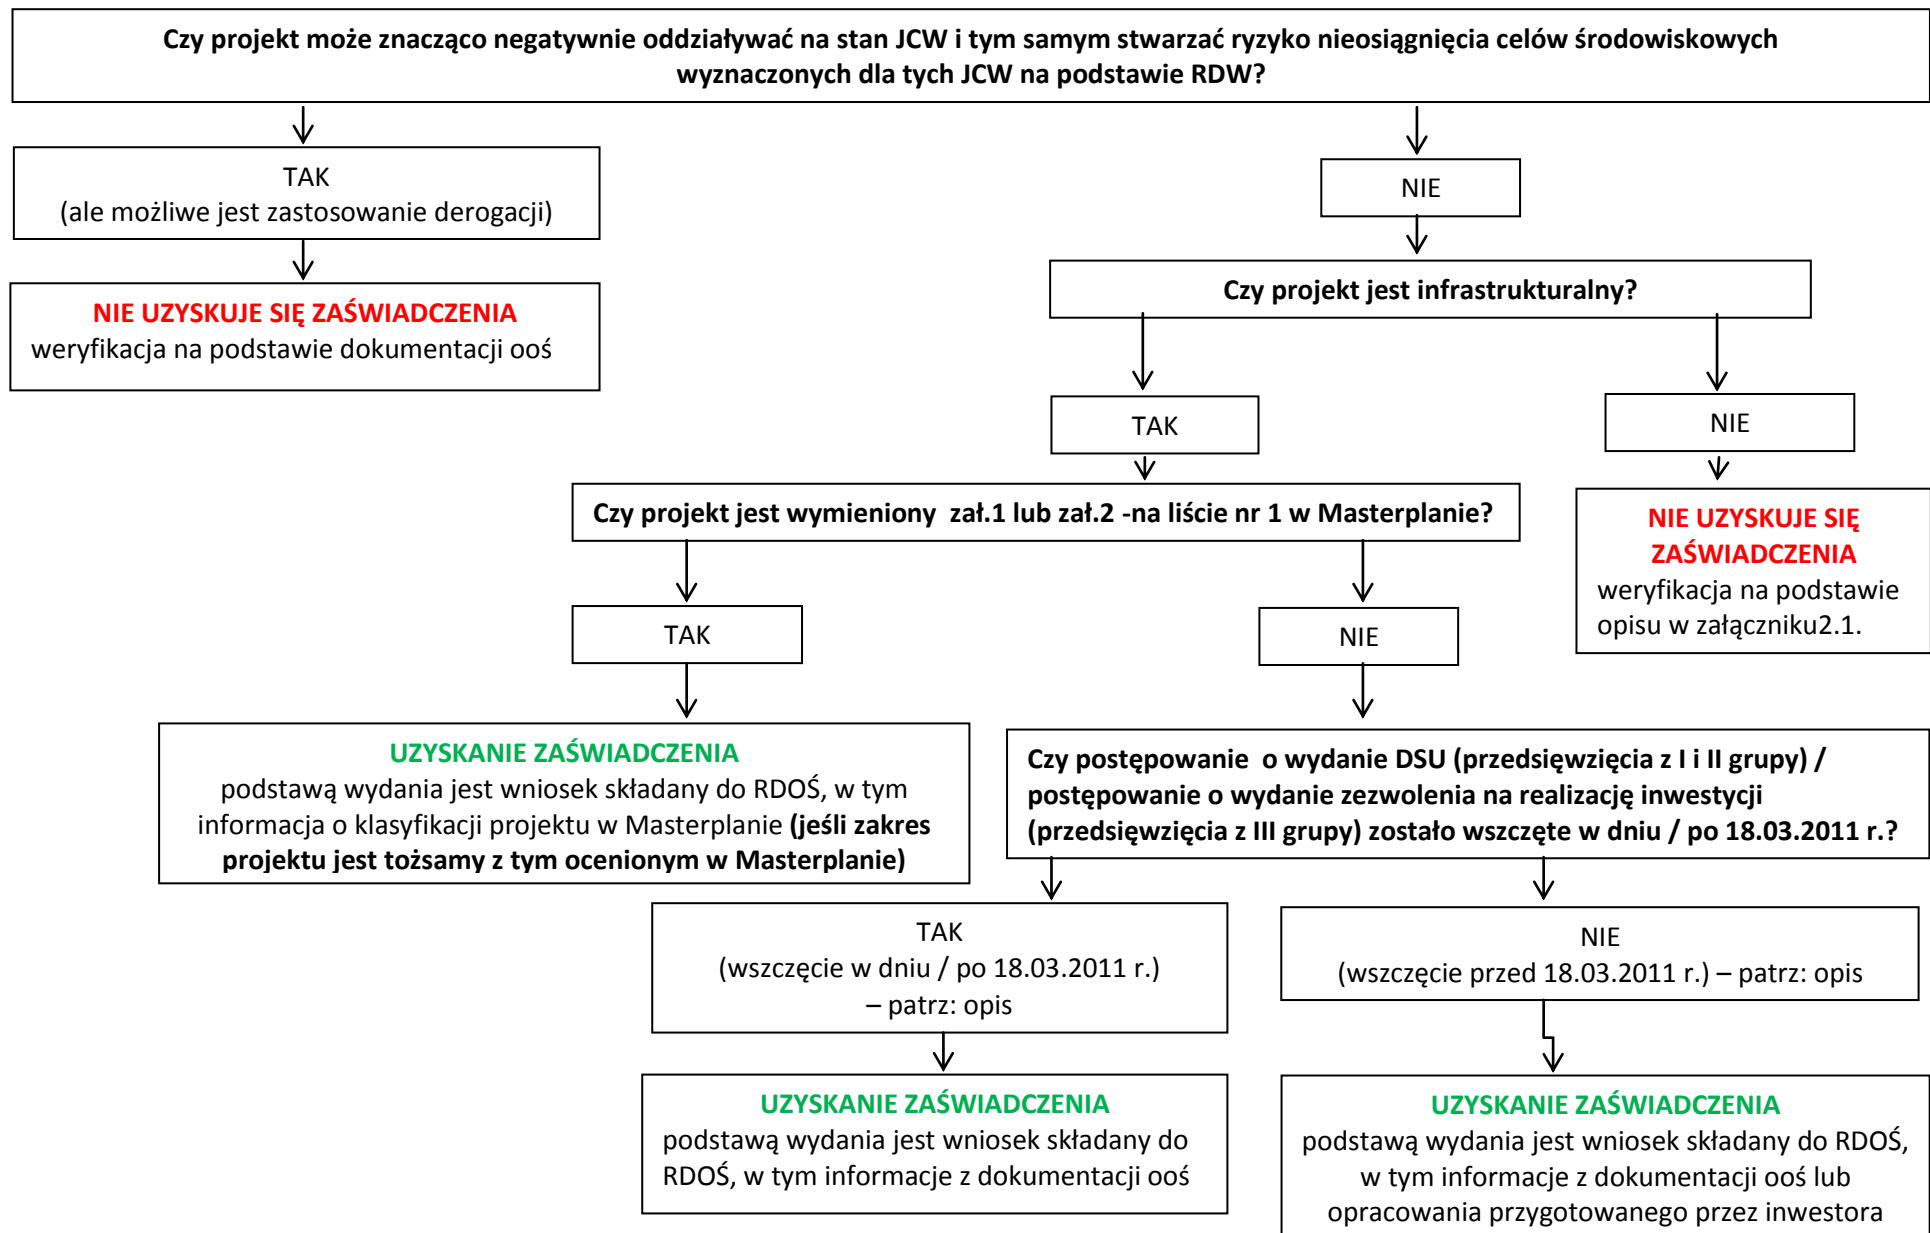 Czy projekt może znacząco negatywnie oddziaływać na stan JCW i tym samym stwarzać ryzyko nieosiągnięcia celów środowiskowych
wyznaczonych dla tych JCW na podstawie RDW?
TAK
(ale możliwe jest zastosowanie derogacji)
NIE
NIE UZYSKUJE SIĘ ZAŚWIADCZENIA
weryfikacja na podstawie dokumentacji ooś
Czy projekt jest infrastrukturalny?
TAK
NIE
Czy projekt jest wymieniony zał.1 lub zał.2 -na liście nr 1 w Masterplanie?
NIE UZYSKUJE SIĘ
ZAŚWIADCZENIA
weryfikacja na podstawie
opisu w załączniku2.1.
TAK
NIE
UZYSKANIE ZAŚWIADCZENIA
podstawą wydania jest wniosek składany do RDOŚ, w tym
informacja o klasyfikacji projektu w Masterplanie (jeśli zakres
projektu jest tożsamy z tym ocenionym w Masterplanie)
Czy postępowanie o wydanie DSU (przedsięwzięcia z I i II grupy) /
postępowanie o wydanie zezwolenia na realizację inwestycji
(przedsięwzięcia z III grupy) zostało wszczęte w dniu / po 18.03.2011 r.?
TAK
(wszczęcie w dniu / po 18.03.2011 r.)
– patrz: opis
NIE
(wszczęcie przed 18.03.2011 r.) – patrz: opis
UZYSKANIE ZAŚWIADCZENIA
podstawą wydania jest wniosek składany do
RDOŚ, w tym informacje z dokumentacji ooś
UZYSKANIE ZAŚWIADCZENIA
podstawą wydania jest wniosek składany do RDOŚ,
w tym informacje z dokumentacji ooś lub
opracowania przygotowanego przez inwestora